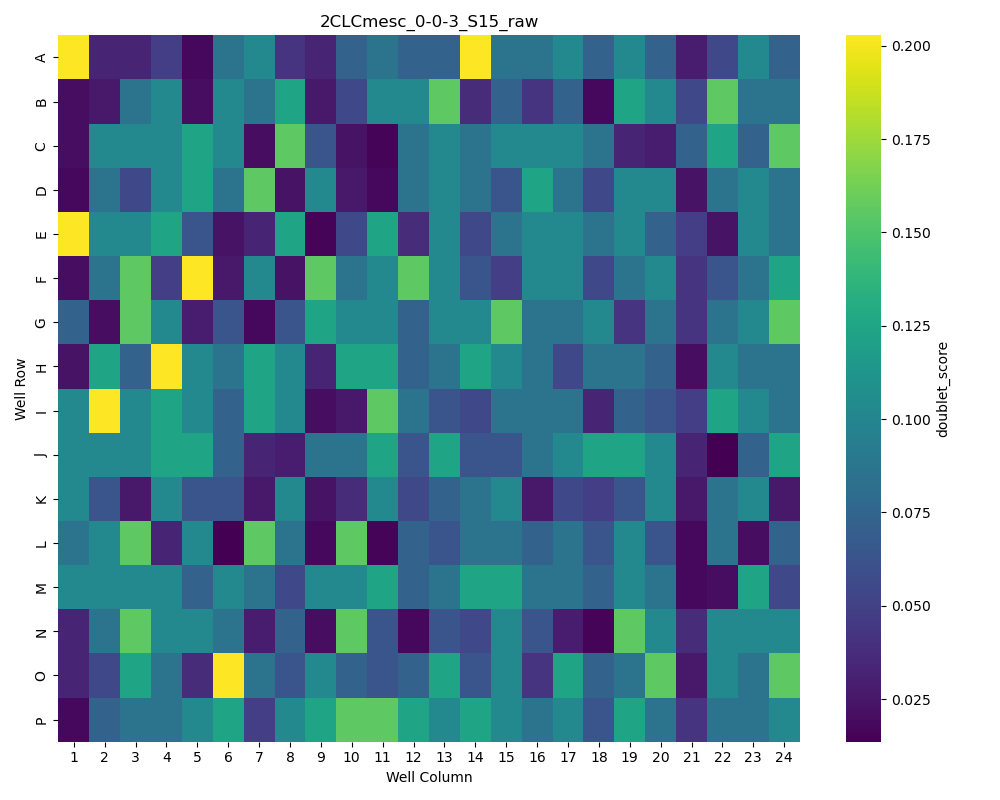 2CLCmesc_0-0-3_S15_raw
A
B
C
D
E
F
G
H
I
J
K
L
M
N
O
P
Well Row
1 2 3 4 5 6 7 8 9 10 11 12 13 14 15 16 17 18 19 20 21 22 23 24
Well Column
0.200
0.175
0.150
0.125
0.100
0.075
0.050
0.025
doublet_score